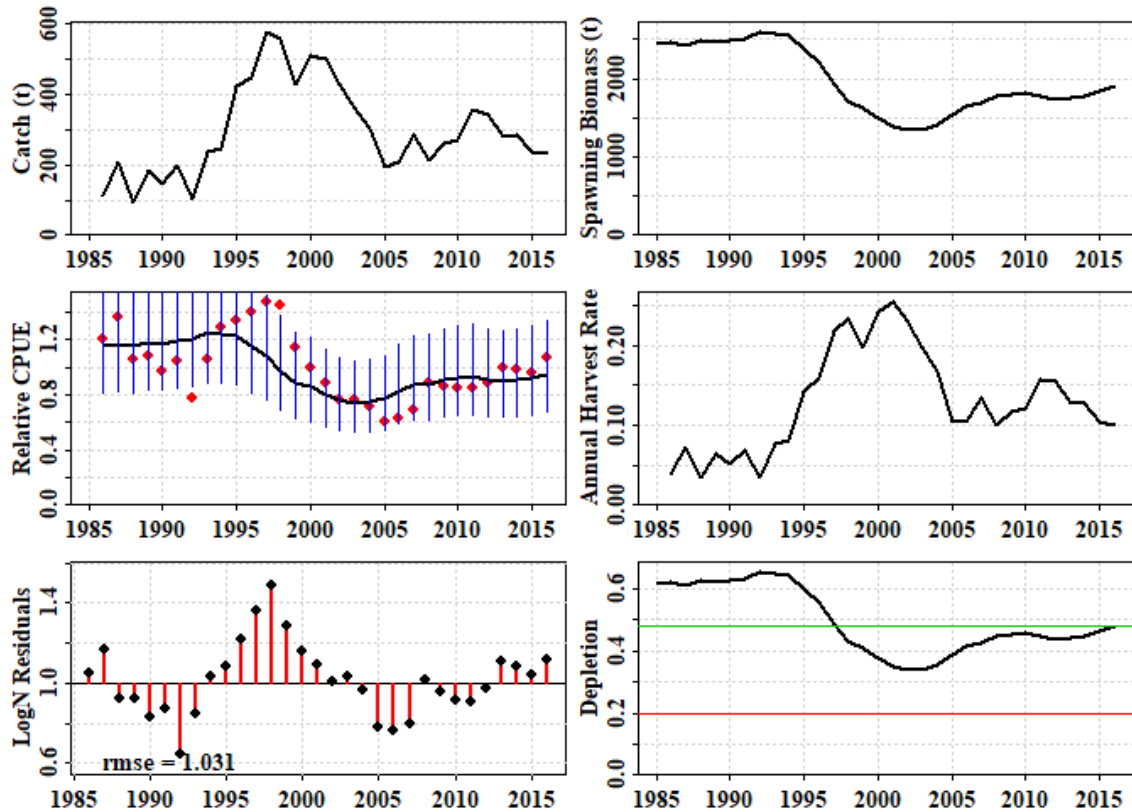 Catch (t)
0 200 400 600
1985 1990 1995 2000 2005 2010 2015
Spawning Biomass (t)
0 1000 2000
1985 1990 1995 2000 2005 2010 2015
Relative CPUE
0.0 0.4 0.8 1.2
1985 1990 1995 2000 2005 2010 2015
Annual Harvest Rate
0.00 0.10 0.20
1985 1990 1995 2000 2005 2010 2015
LogN Residuals
0.6 1.0 1.4
rmse = 1.031
1985 1990 1995 2000 2005 2010 2015
Depletion
0.0 0.2 0.4 0.6
1985 1990 1995 2000 2005 2010 2015